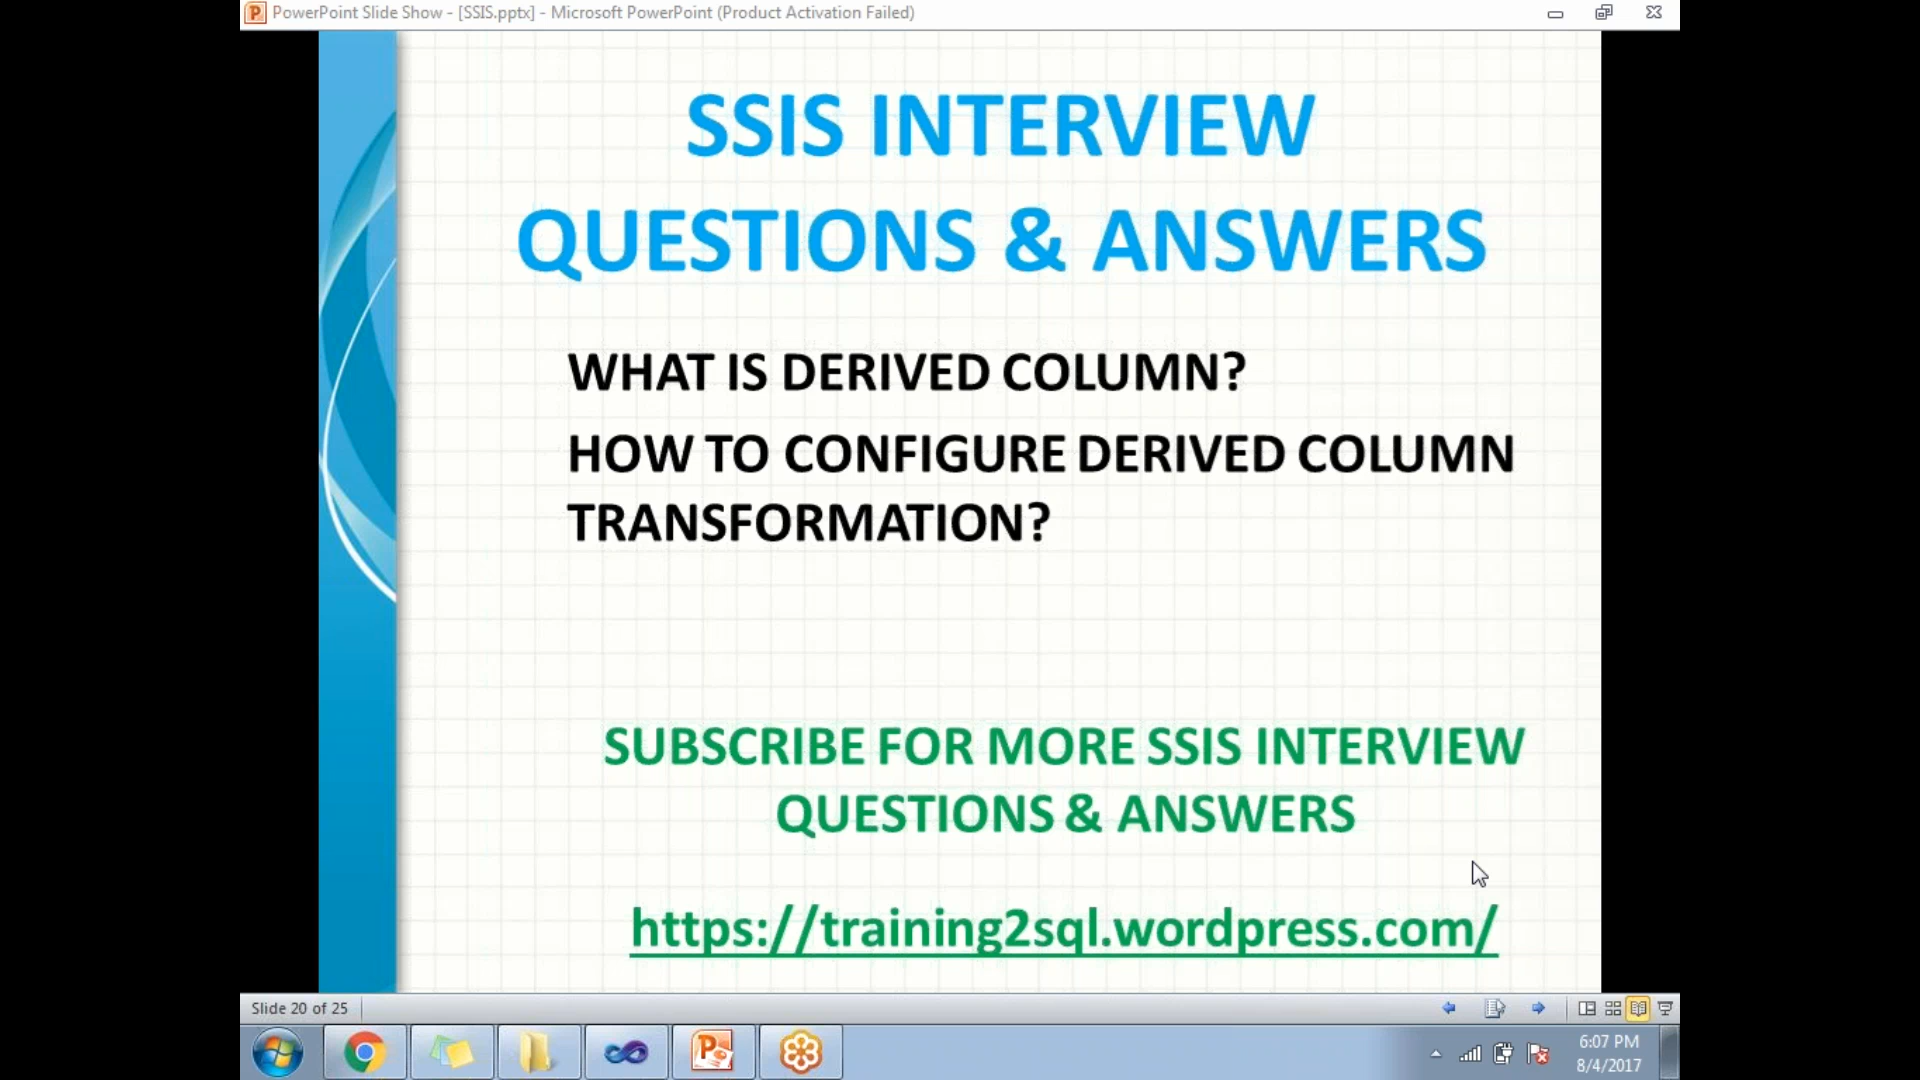 PowerPoint Slide Show - [SSIS.pptx] - Microsoft PowerPoint (Product Activation Failed)
SSIS INTERVIEW
QUESTIONS & ANSWERS
WHAT IS DERIVED COLUMN?
HOW TO CONFIGURE DERIVED COLUMN
TRANSFORMATION?
SUBSCRIBE FOR MORE SSIS INTERVIEW
QUESTIONS & ANSWERS
https://training2sql.wordpress.com/
Slide 20 of 25
6:07 PM
8/4/2017